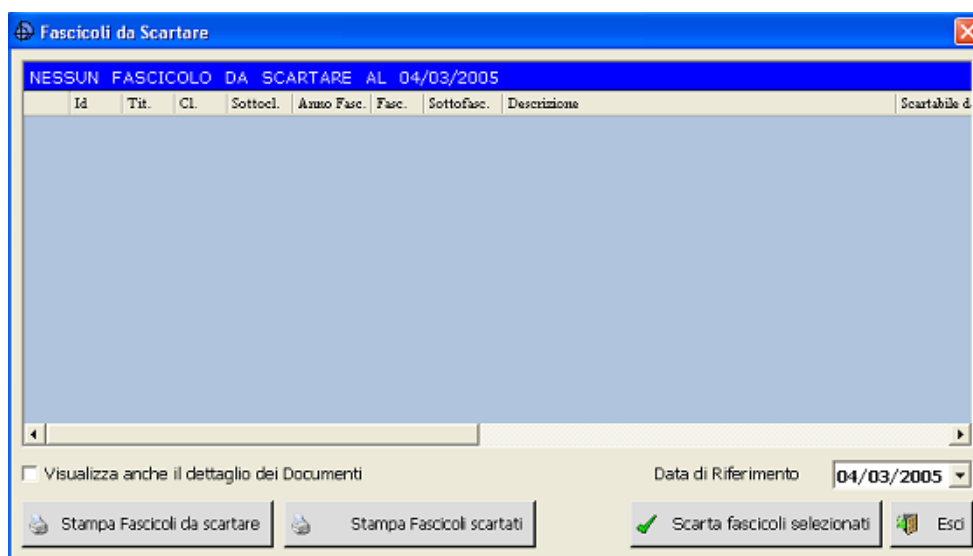 Fascicoli da Scartare
NESSUN FASCICOLO DA SCARTARE AL 04/03/2005
Id Tit. Cl. Sottocl. Anno Fasc. Fasc. Sottofasc. Descrizione Scartabile d
Visualizza anche il dettaglio dei Documenti Data di Riferimento 04/03/2005
Stampa Fascicoli da scartare Stampa Fascicoli scartati Scarta fascicoli selezionati Esci